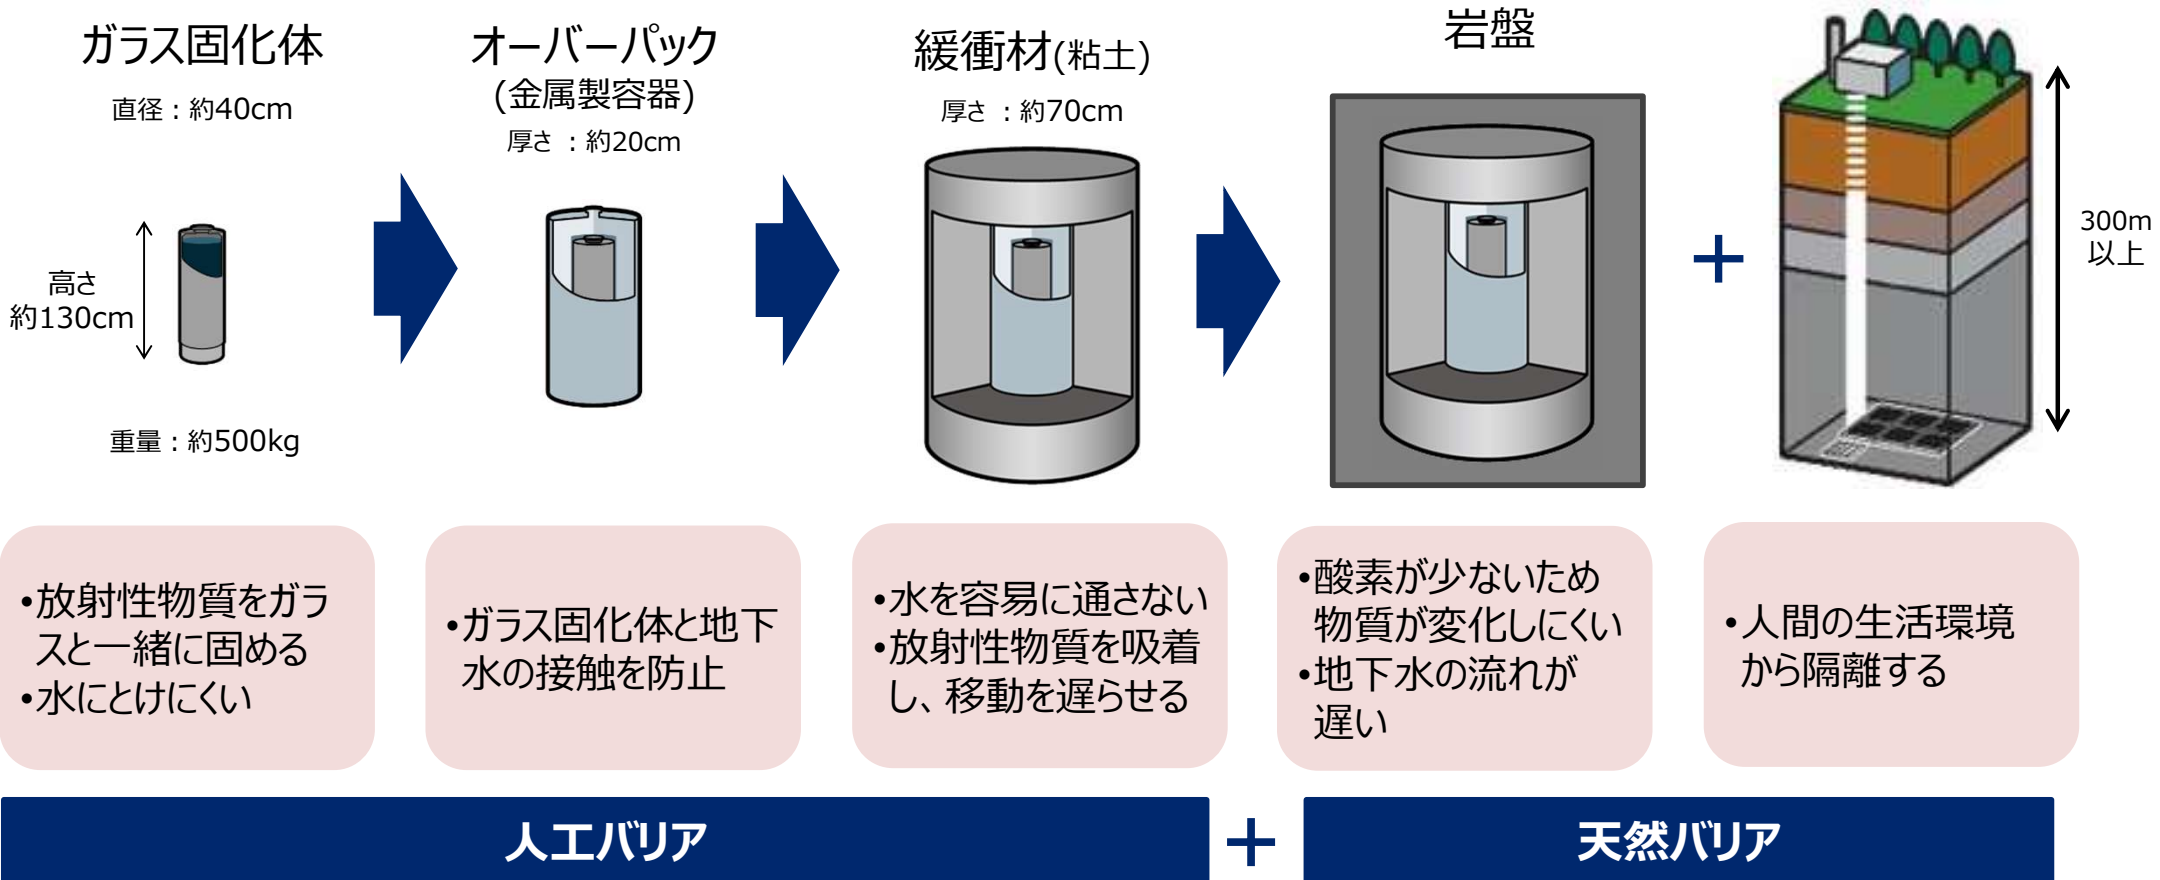 ガラス固化体
直径：約40cm
高さ
約130cm
重量：約500kg
オーバーパック
(金属製容器)
厚さ ：約20cm
緩衝材(粘土)
厚さ ：約70cm
岩盤
+
300m
以上
•放射性物質をガラ
スと一緒に固める
•水にとけにくい
•ガラス固化体と地下
水の接触を防止
•水を容易に通さない
•放射性物質を吸着
し、移動を遅らせる
•酸素が少ないため
物質が変化しにくい
•地下水の流れが
遅い
•人間の生活環境
から隔離する
人工バリア
+
天然バリア